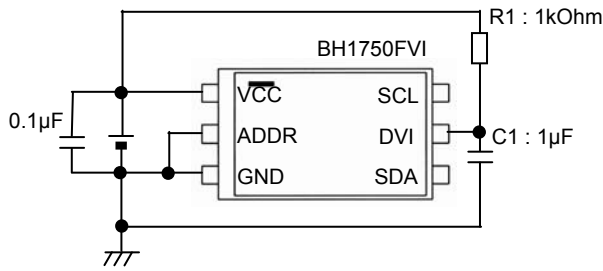 R1 : 1kOhm
BH1750FVI
VCC
SCL
0.1µF
ADDR
DVI
C1 : 1µF
GND
SDA